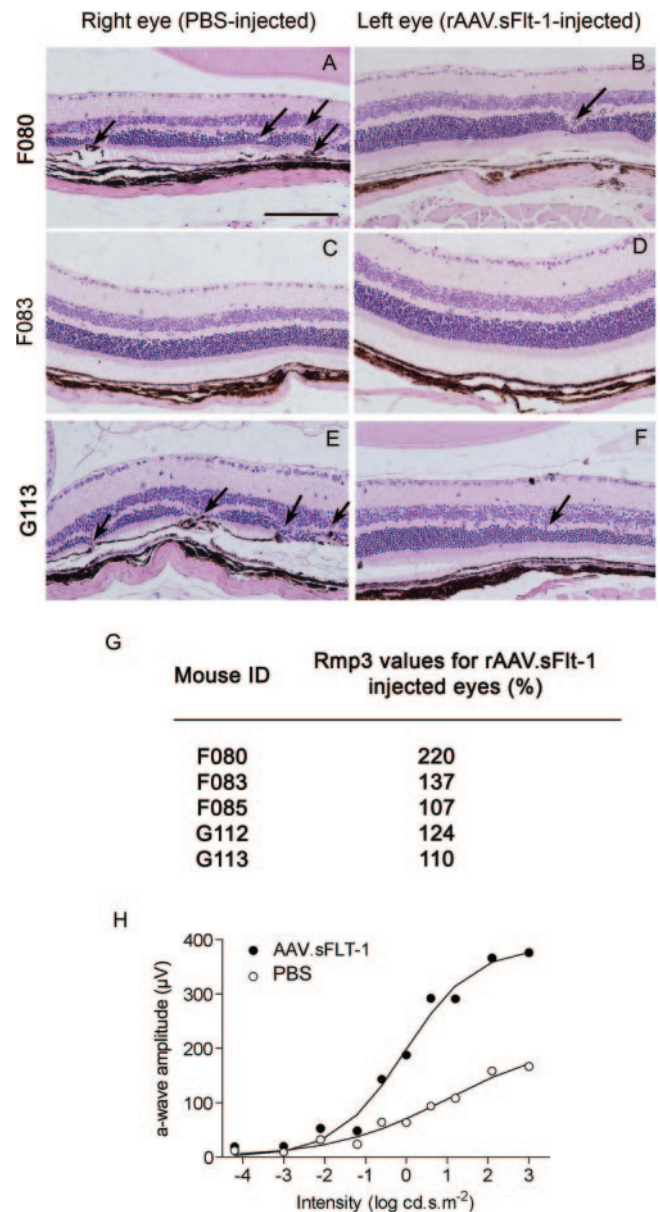 Right eye (PBS-injected) Left eye (rAAV.sFlt-1-injected)
A B
F080
C D
F083
E F
G113
G
Mouse ID Rmp3 values for rAAV.sFlt-1
injected eyes (%)
F080 220
F083 137
F085 107
G112 124
G113 110
H
400
AAV.sFLT-1
PBS
300
200
100
0
a-wave amplitude (µV)
-4 -3 -2 -1 0 1 2 3
Intensity (log cd.s.m-2)